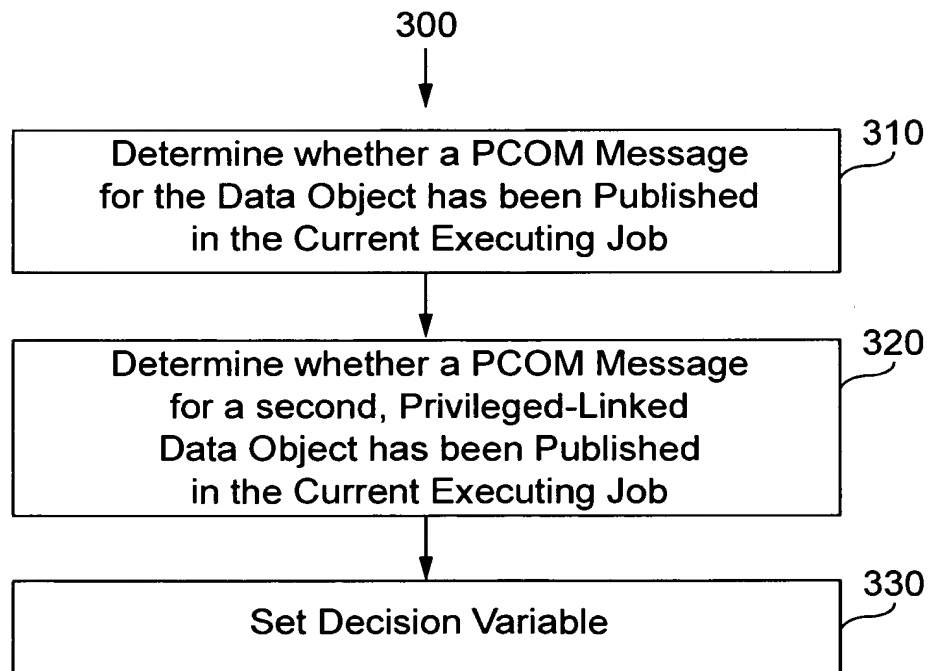 300
310
Determine whether a PCOM Message
for the Data Object has been Published
in the Current Executing Job
320
Determine whether a PCOM Message
for a second, Privileged-Linked
Data Object has been Published
in the Current Executing Job
330
Set Decision Variable